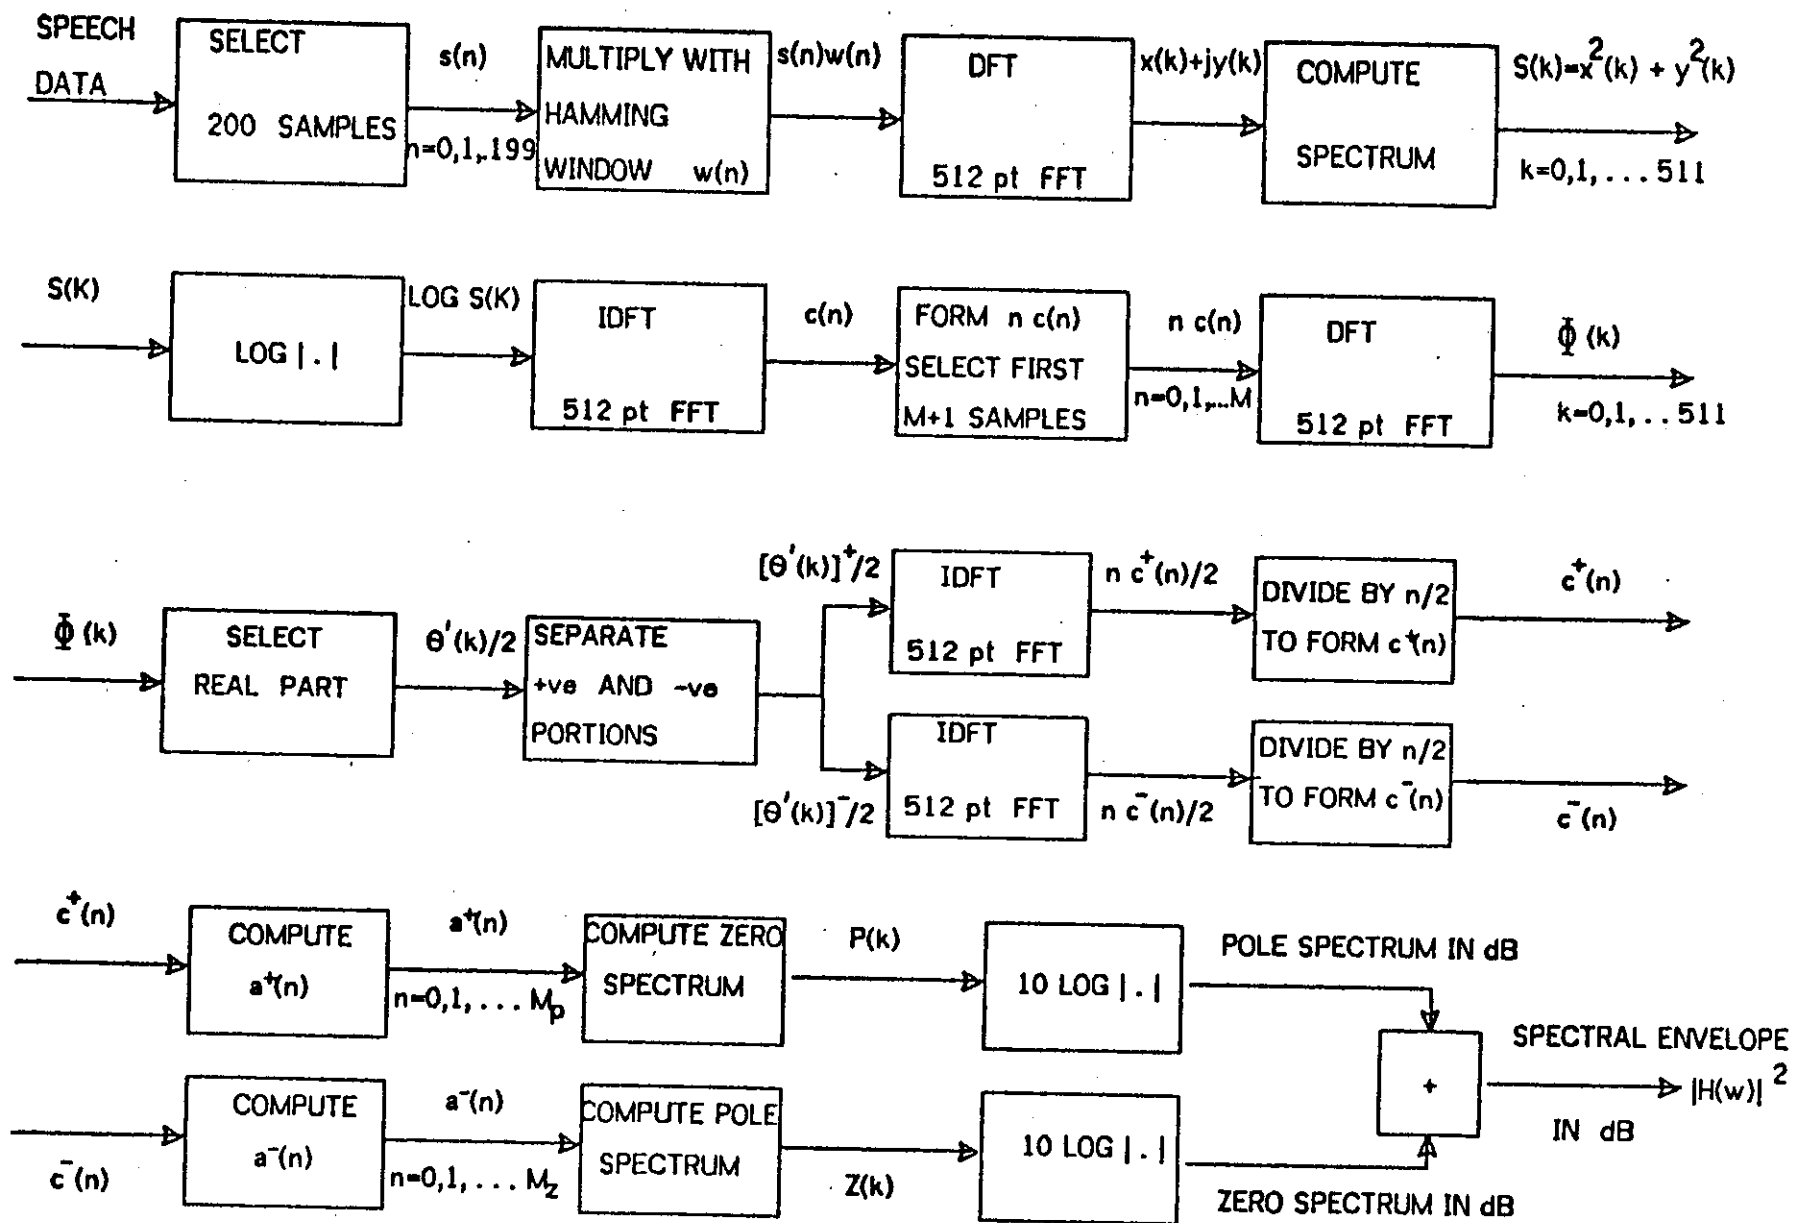 SPEECH
DATA
SELECT
200 SAMPLES
s(n)
n=0,1,.199
MULTIPLY WITH
HAMMING
WINDOW w(n)
s(n)w(n)
DFT
512 pt FFT
x(k)+jy(k)
COMPUTE
SPECTRUM
S(k)=x²(k) + y²(k)
k=0,1, . . . 511
S(K)
LOG | . |
LOG S(K)
IDFT
512 pt FFT
c(n)
FORM n c(n)
SELECT FIRST
M+1 SAMPLES
n c(n)
n=0,1,...M
DFT
512 pt FFT
Φ (k)
k=0,1, . . 511
Φ (k)
SELECT
REAL PART
θ'(k)/2
SEPARATE
+ve AND -ve
PORTIONS
[θ'(k)]⁺/2
IDFT
512 pt FFT
n c⁺(n)/2
DIVIDE BY n/2
TO FORM c⁺(n)
c⁺(n)
[θ'(k)]⁻/2
IDFT
512 pt FFT
n c⁻(n)/2
DIVIDE BY n/2
TO FORM c⁻(n)
c⁻(n)
c⁺(n)
COMPUTE
a⁺(n)
a⁺(n)
n=0,1, . . . Mₚ
COMPUTE ZERO
SPECTRUM
P(k)
10 LOG | . |
POLE SPECTRUM IN dB
c⁻(n)
COMPUTE
a⁻(n)
a⁻(n)
n=0,1, . . . M_z
COMPUTE POLE
SPECTRUM
Z(k)
10 LOG | . |
ZERO SPECTRUM IN dB
+
SPECTRAL ENVELOPE
|H(w)| ²
IN dB